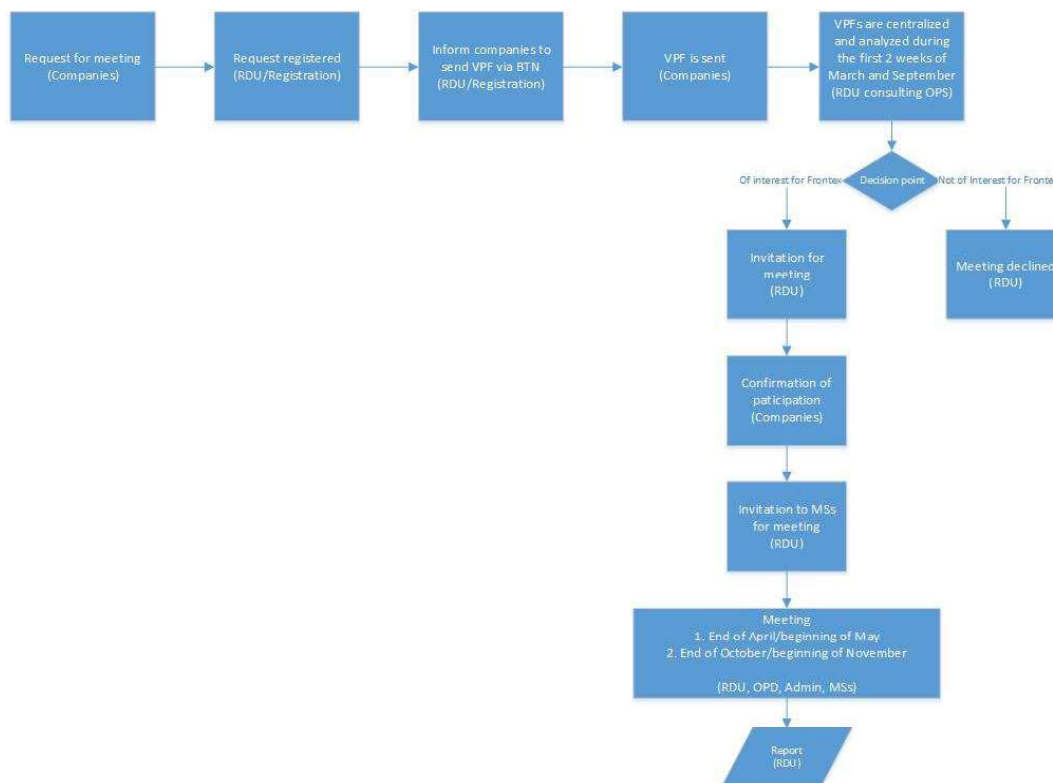 Request for meeting
(Companies)
Request registered
(RDU/Registration)
Inform companies to
send VPF via BTN
(RDU/Registration)
VPF is sent
(Companies)
VPFs are centralized
and analyzed during
the first 2 weeks of
March and September
(RDU consulting OPS)
Of interest for Frontex
Decision point
Not of Interest for Fronte
Invitation for
meeting
(RDU)
Meeting declined
(RDU)
Confirmation of
paticipation
(Companies)
Invitation to MSs
for meeting
(RDU)
Meeting
1. End of April/beginning of May
2. End of October/beginning of November
(RDU, OPD, Admin, MSs)
Report
(RDU)